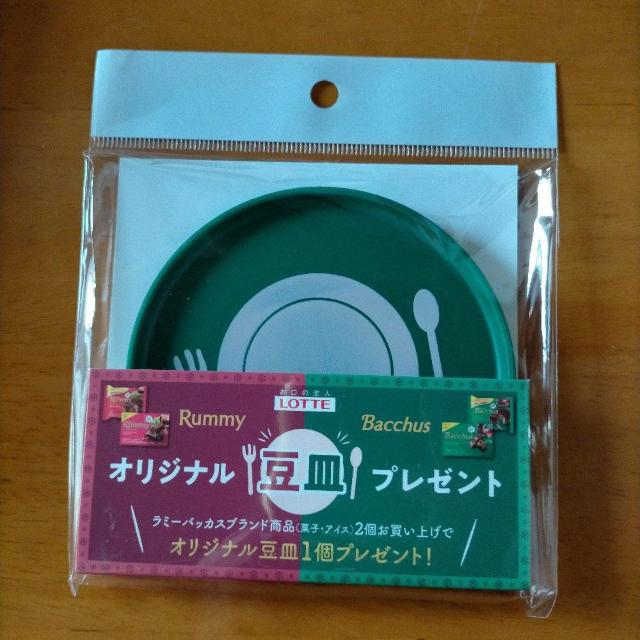 お口の恋人
LOTTE
Rummy
Bacchus
Rummy
Bacchus
オリジナル 豆皿 プレゼント
ラミーバッカスブランド商品(菓子・アイス)2個お買い上げで
オリジナル豆皿1個プレゼント!